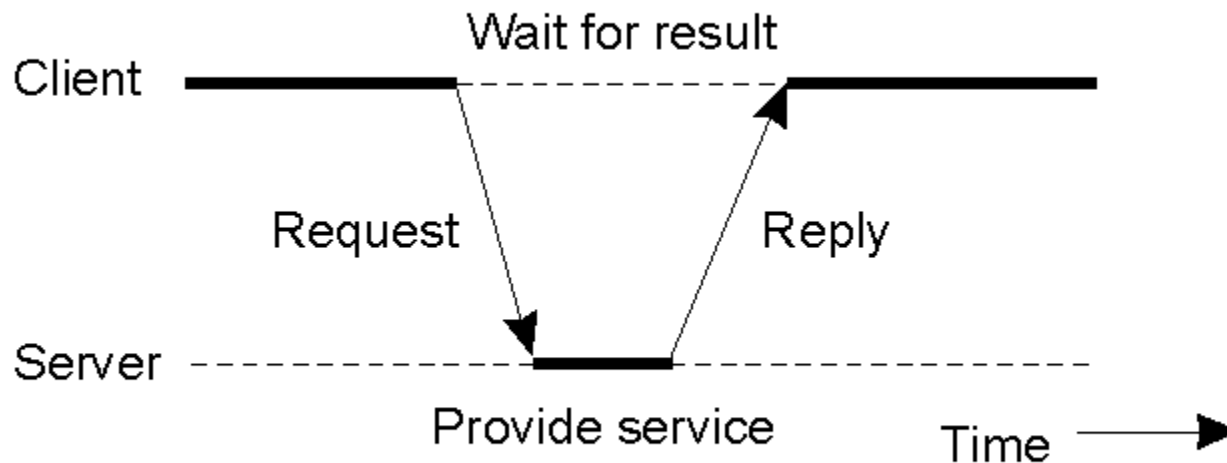 Wait for result
Client
Request
Reply
Server
Provide service
Time